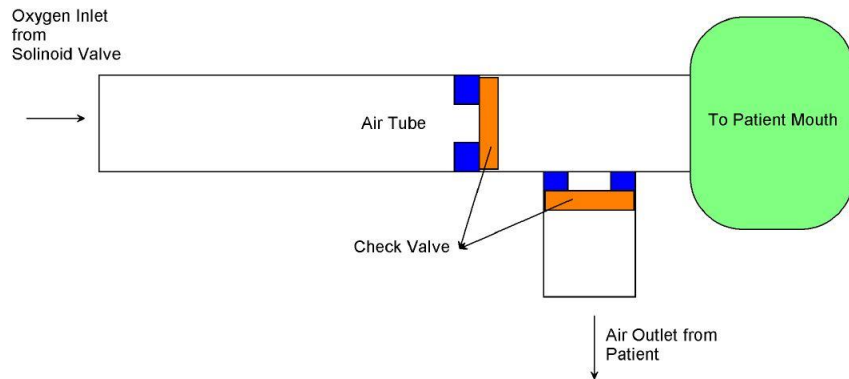 Oxygen Inlet
from
Solinoid Valve
Air Tube
To Patient Mouth
Check Valve
Air Outlet from
Patient